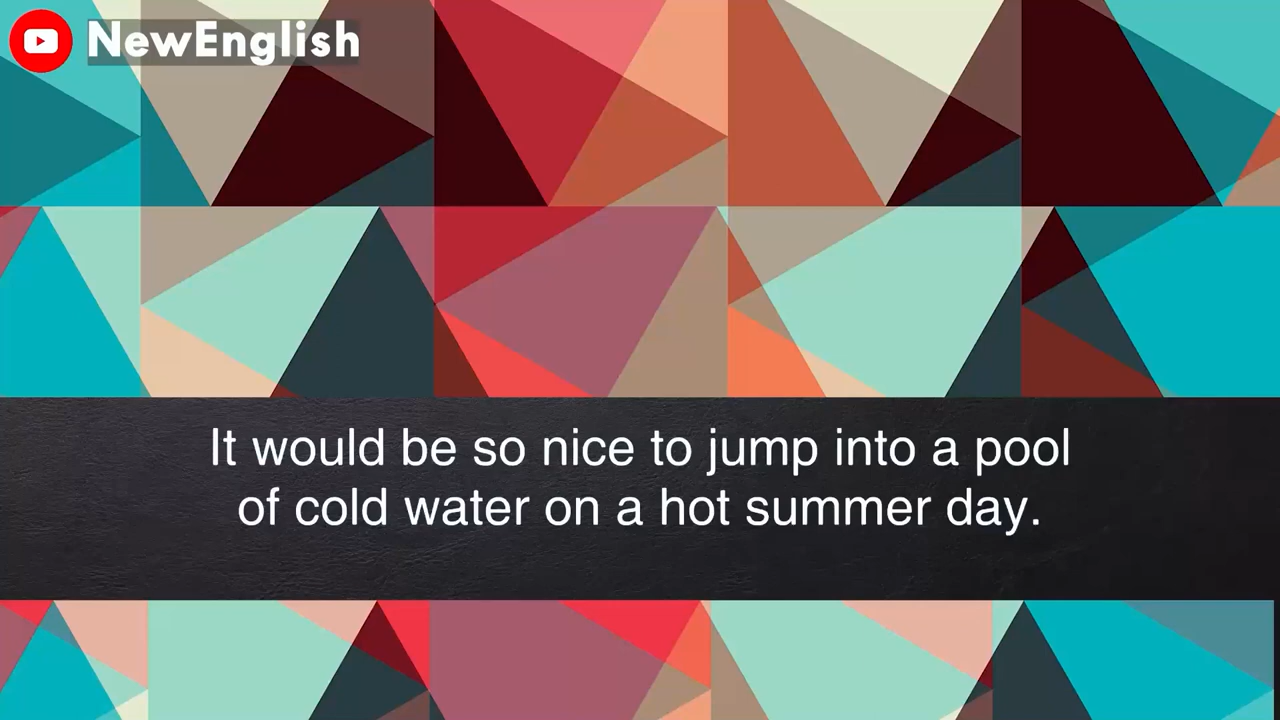 NewEnglish
It would be so nice to jump into a pool
of cold water on a hot summer day.